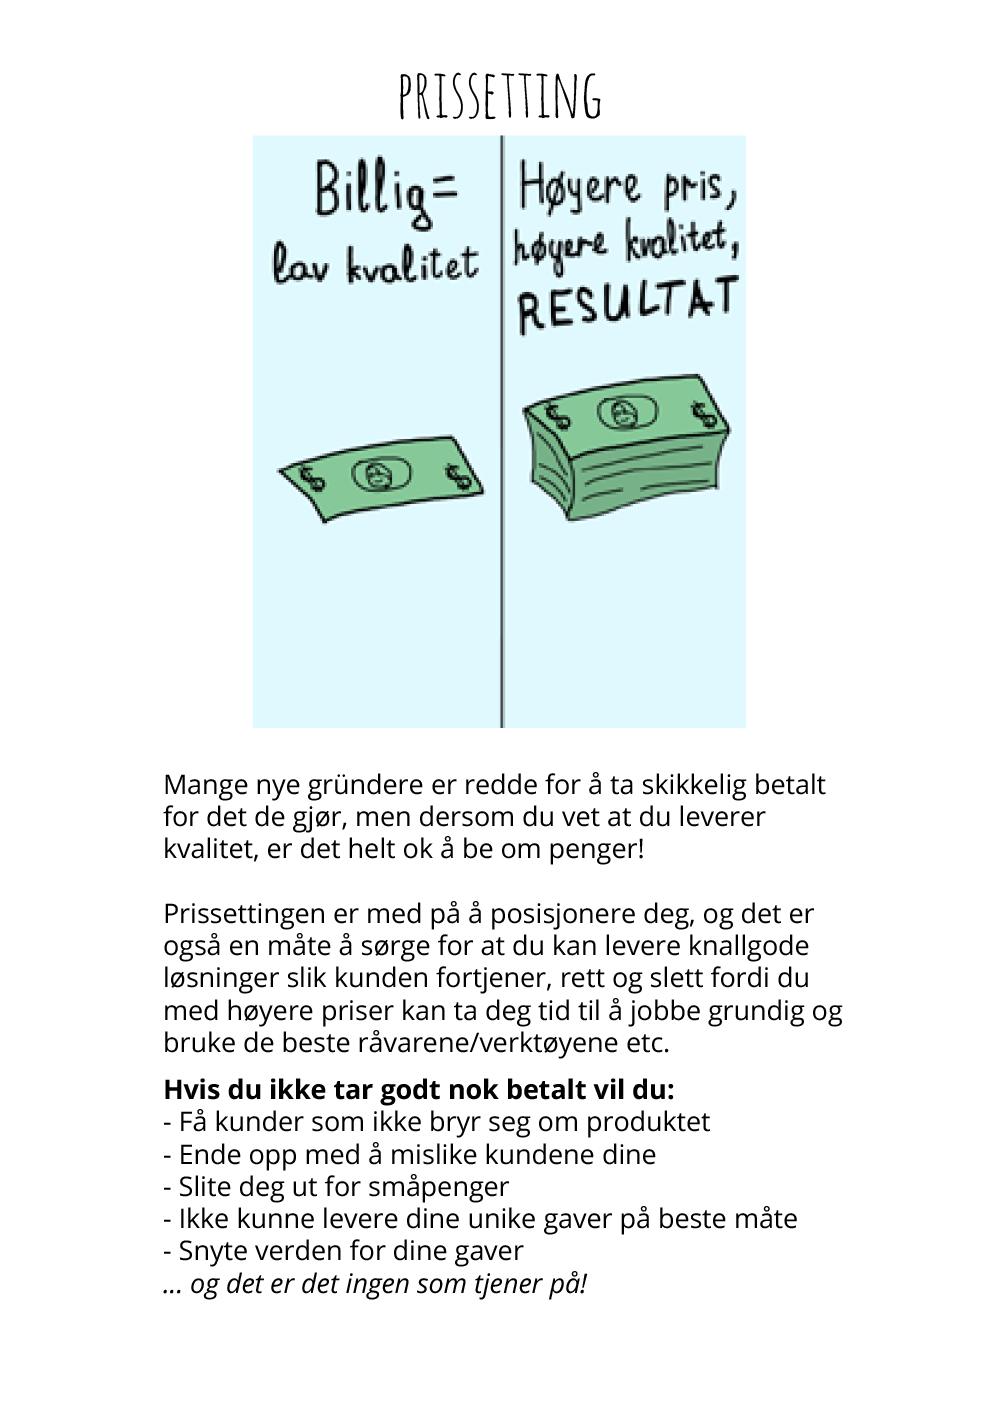 PRISSETTING
Billig=
lav kvalitet
Høyere pris,
høyere kvalitet,
RESULTAT
Mange nye gründere er redde for å ta skikkelig betalt
for det de gjør, men dersom du vet at du leverer
kvalitet, er det helt ok å be om penger!
Prissettingen er med på å posisjonere deg, og det er
også en måte å sørge for at du kan levere knallgode
løsninger slik kunden fortjener, rett og slett fordi du
med høyere priser kan ta deg tid til å jobbe grundig og
bruke de beste råvarene/verktøyene etc.
Hvis du ikke tar godt nok betalt vil du:
- Få kunder som ikke bryr seg om produktet
- Ende opp med å mislike kundene dine
- Slite deg ut for småpenger
- Ikke kunne levere dine unike gaver på beste måte
- Snyte verden for dine gaver
... og det er det ingen som tjener på!